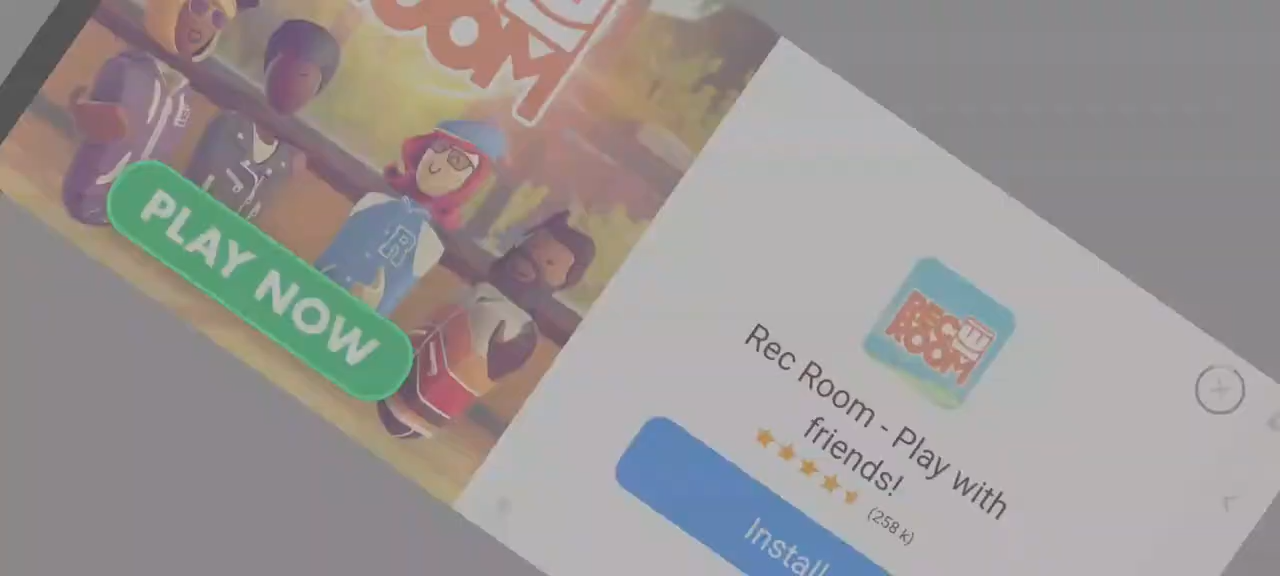 ROOM
PLAY NOW
R
REC
ROOM
Rec Room - Play with
friends!
(258 k)
Install